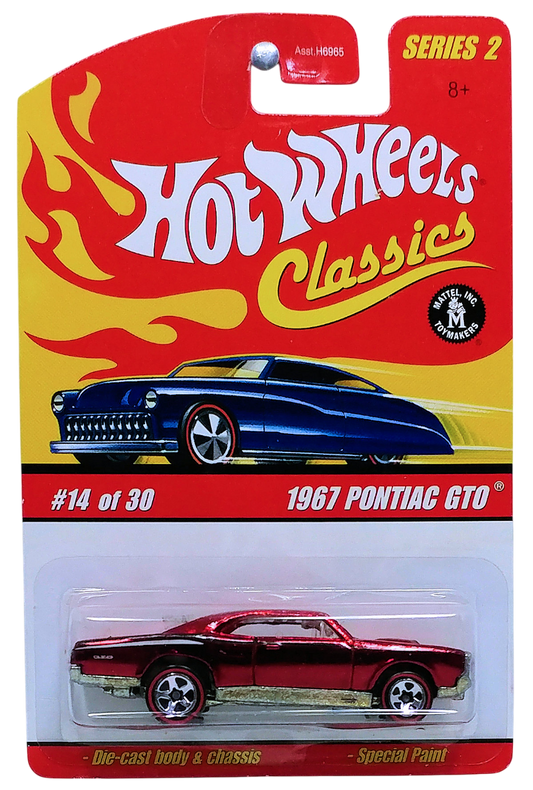 Asst.H6965
SERIES 2
8+
Hot Wheels
Classics
MATTEL, INC.
M
TOYMAKERS
#14 of 30
1967 PONTIAC GTO®
GTO
- Die-cast body & chassis
- Special Paint